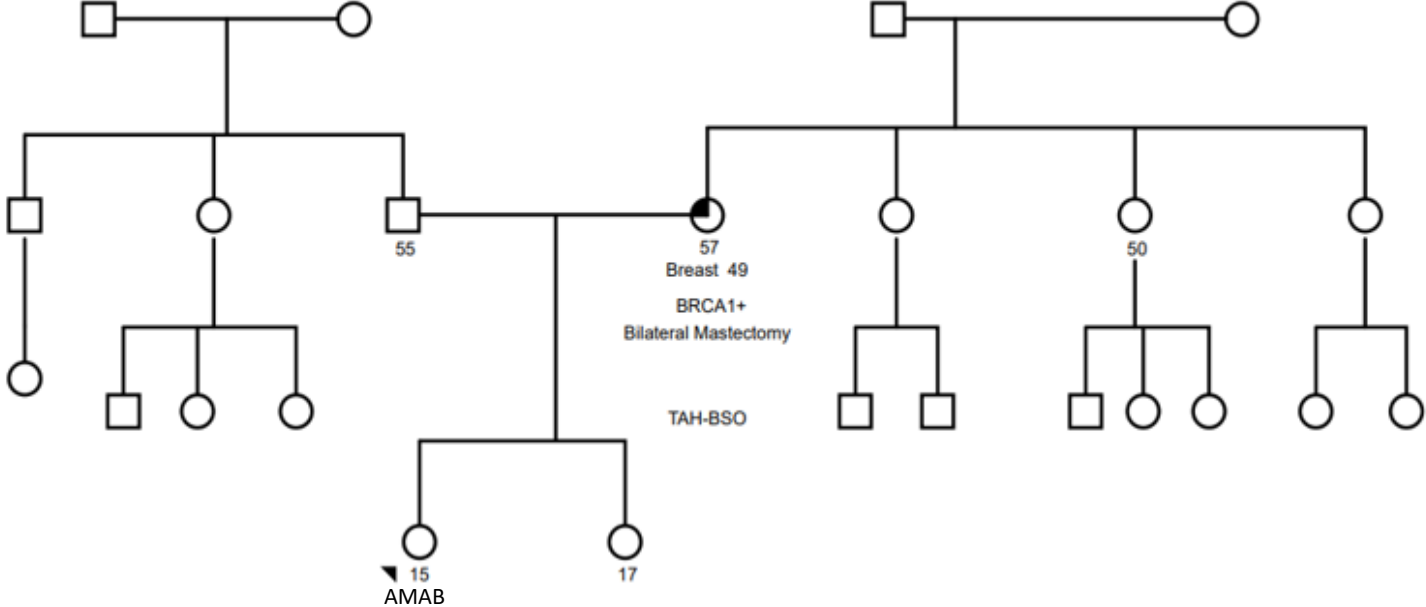 55
57
Breast 49
BRCA1+
Bilateral Mastectomy
TAH-BSO
50
15
AMAB
17